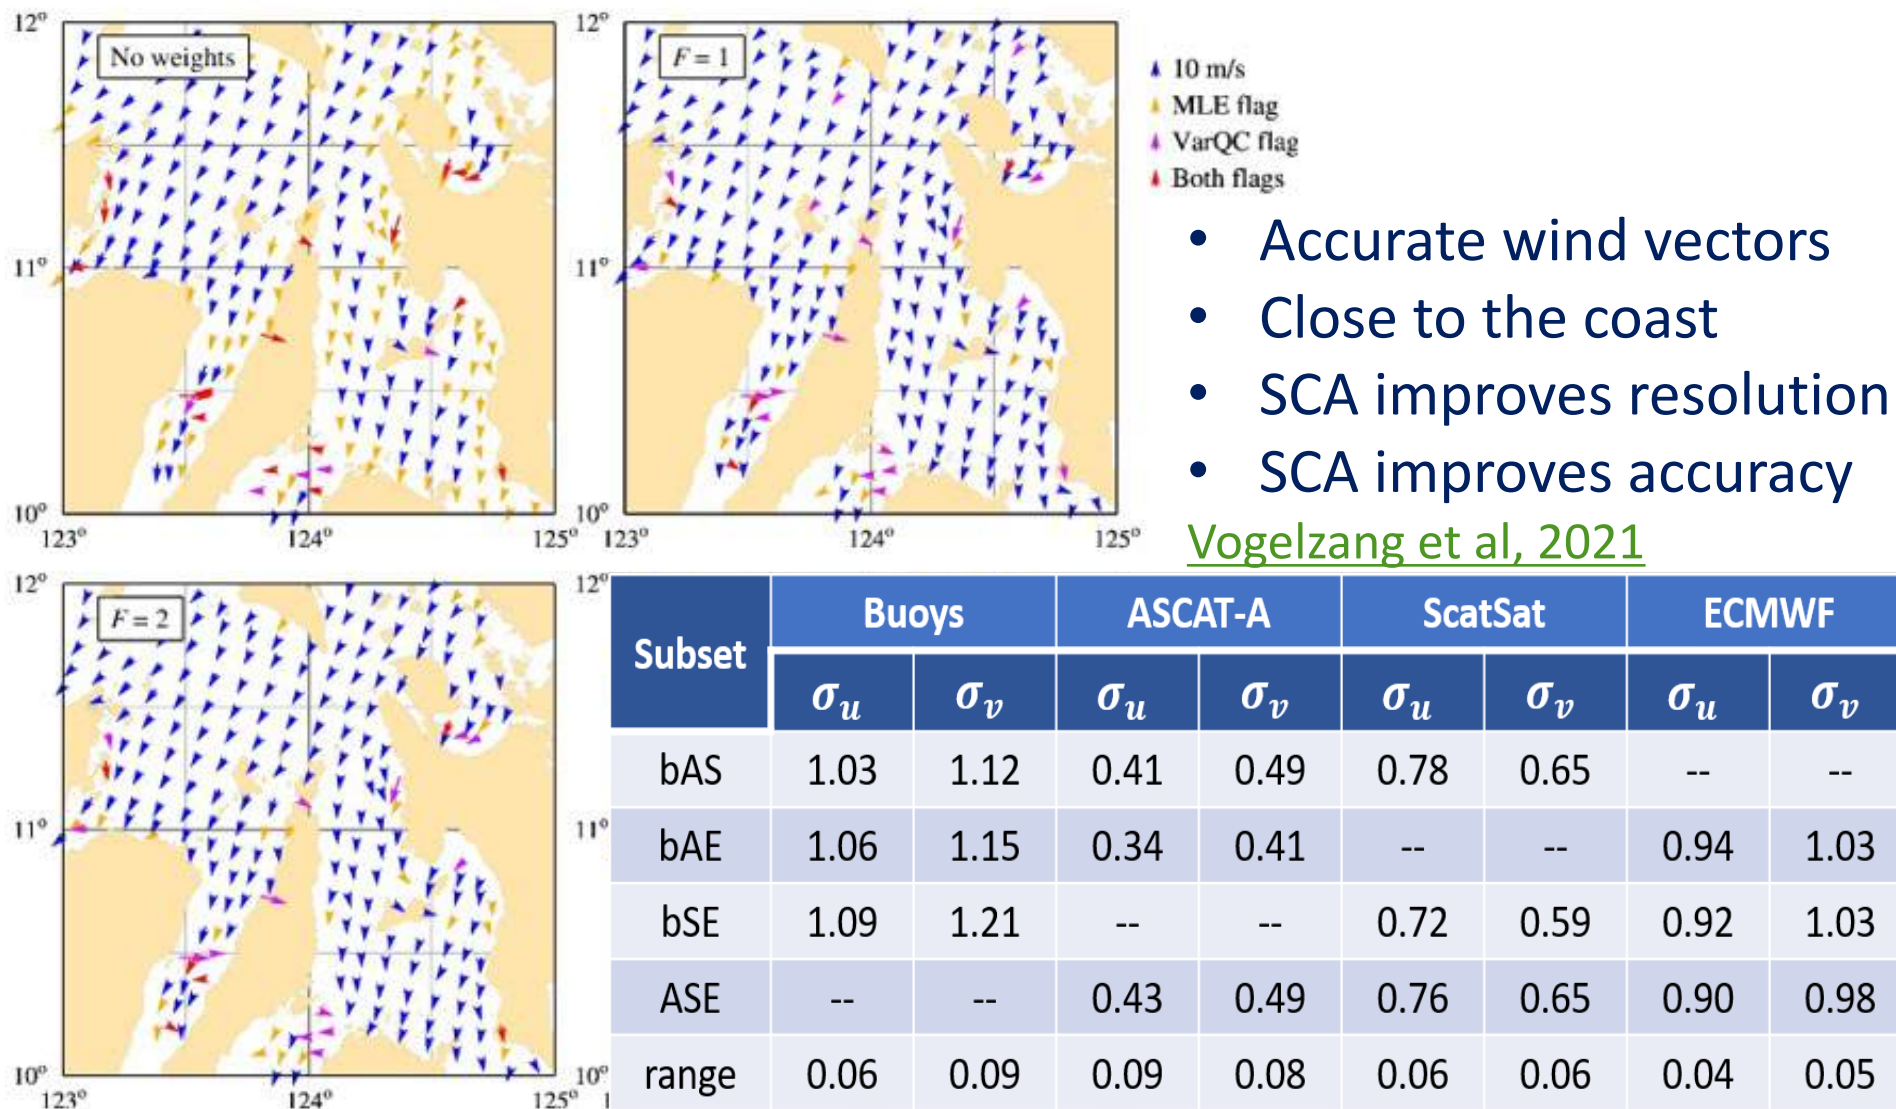 12°
No weights
11°
10°
123°
124°
125°
12°
F = 1
11°
10°
123°
124°
125°
10 m/s
MLE flag
VarQC flag
Both flags
• Accurate wind vectors
• Close to the coast
• SCA improves resolution
• SCA improves accuracy
Vogelzang et al, 2021
12°
F = 2
11°
10°
123°
124°
125°
12°
11°
10°
Subset Buoys ASCAT-A ScatSat ECMWF
σu σv σu σv σu σv σu σv
bAS 1.03 1.12 0.41 0.49 0.78 0.65 -- --
bAE 1.06 1.15 0.34 0.41 -- -- 0.94 1.03
bSE 1.09 1.21 -- -- 0.72 0.59 0.92 1.03
ASE -- -- 0.43 0.49 0.76 0.65 0.90 0.98
range 0.06 0.09 0.09 0.08 0.06 0.06 0.04 0.05